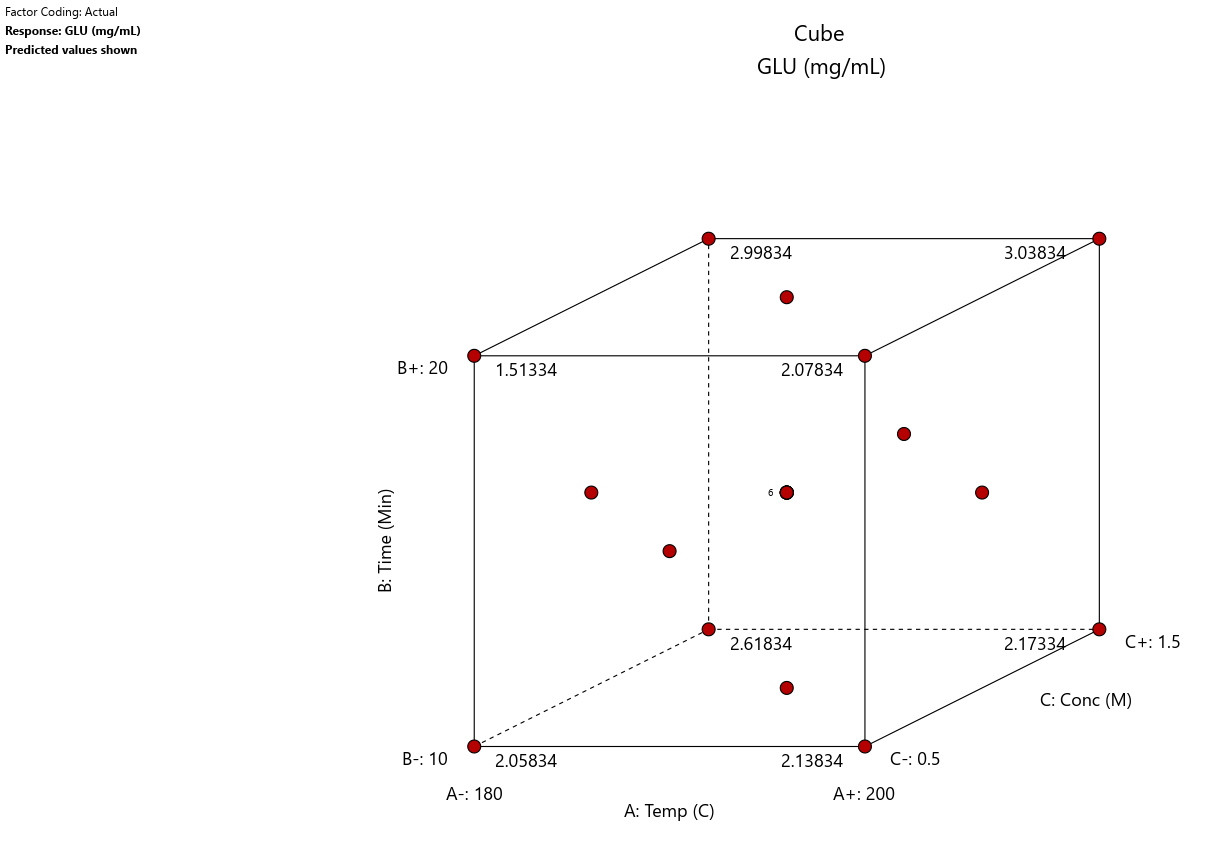 Factor Coding: Actual
Response: GLU (mg/mL)
Predicted values shown
Cube
GLU (mg/mL)
2.99834
3.03834
B+: 20
1.51334
2.07834
6
B: Time (Min)
2.61834
2.17334
C+: 1.5
C: Conc (M)
B-: 10
2.05834
2.13834
C-: 0.5
A-: 180
A+: 200
A: Temp (C)